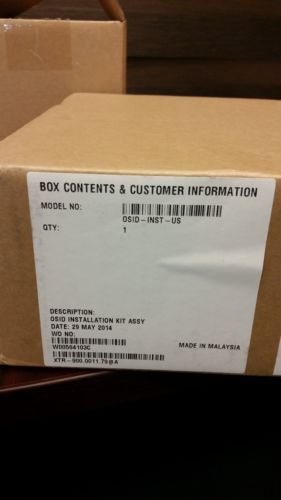 BOX CONTENTS & CUSTOMER INFORMATION
MODEL NO:
OSID-INST-US
QTY: 1
DESCRIPTION:
OSID INSTALLATION KIT ASSY
DATE: 29 MAY 2014
WO NO:
W00564103C
MADE IN MALAYSIA
XTR-900.0011.79@A